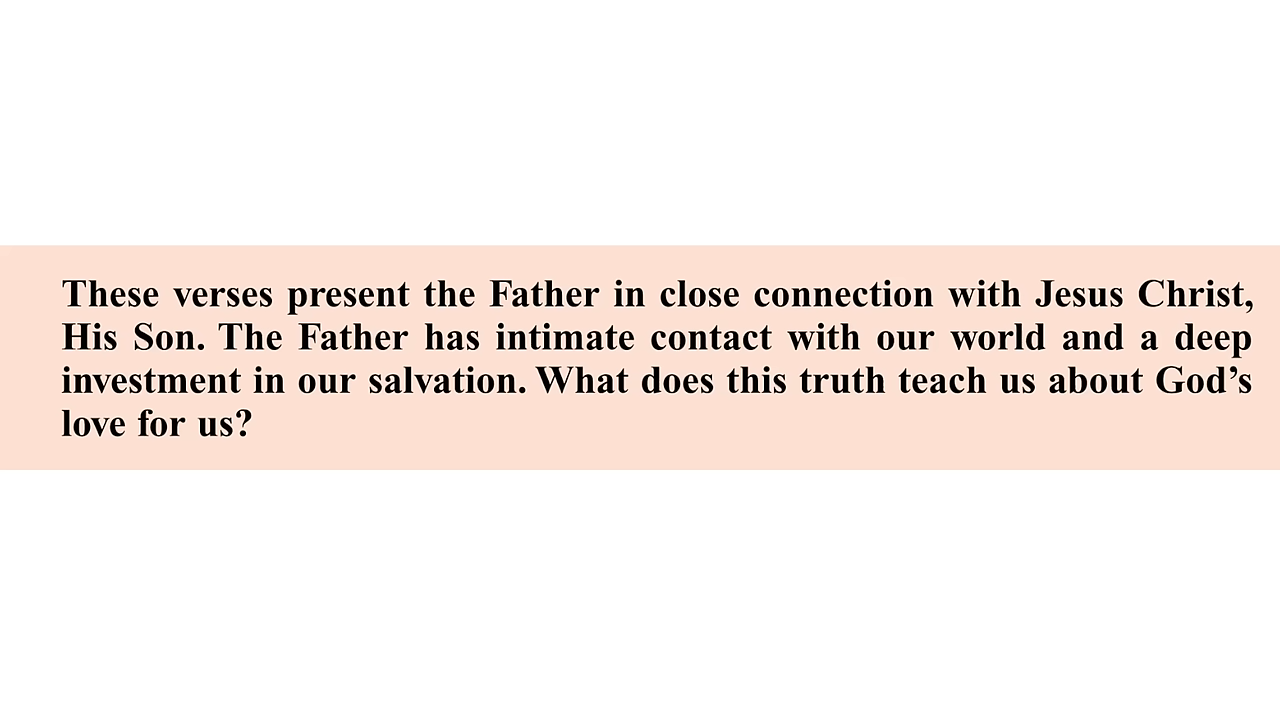 These verses present the Father in close connection with Jesus Christ,
His Son. The Father has intimate contact with our world and a deep
investment in our salvation. What does this truth teach us about God’s
love for us?